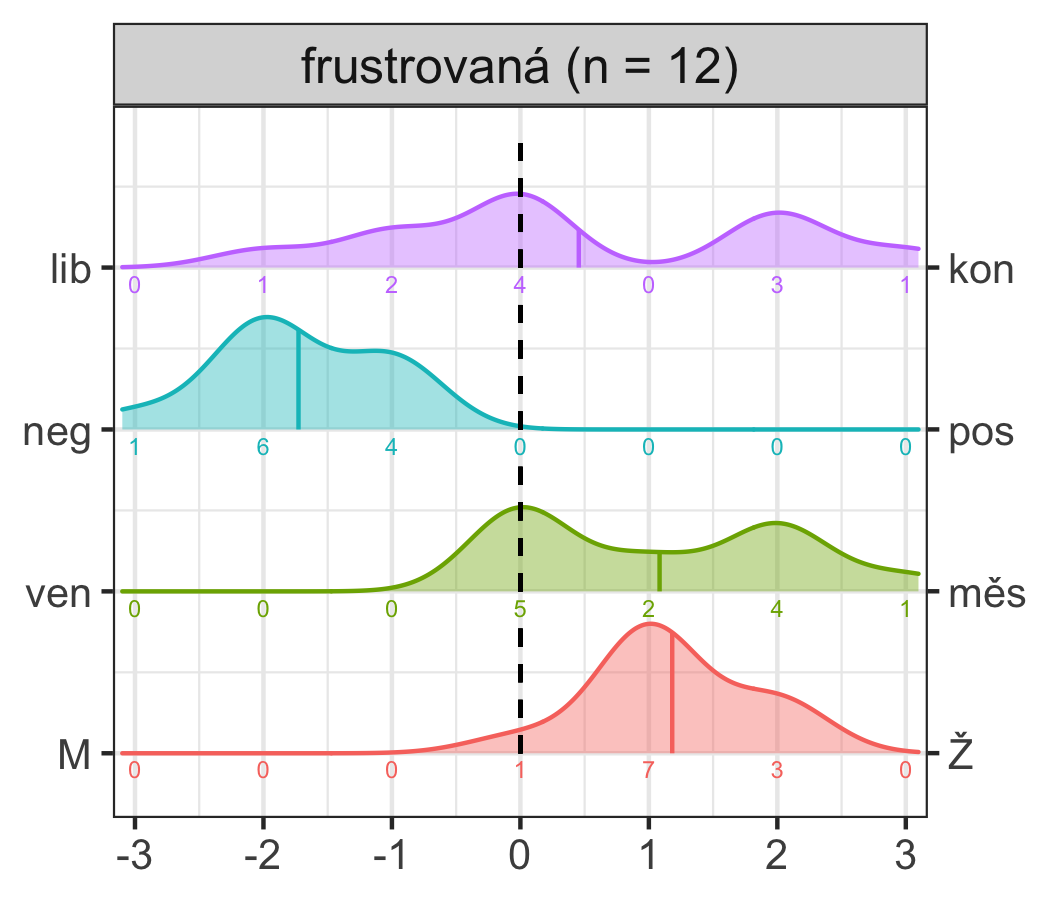 frustrovaná (n = 12)
lib kon
0 1 2 4 0 3 1
neg pos
1 6 4 0 0 0 0
ven měs
0 0 0 5 2 4 1
M Ž
0 0 0 1 7 3 0
-3 -2 -1 0 1 2 3